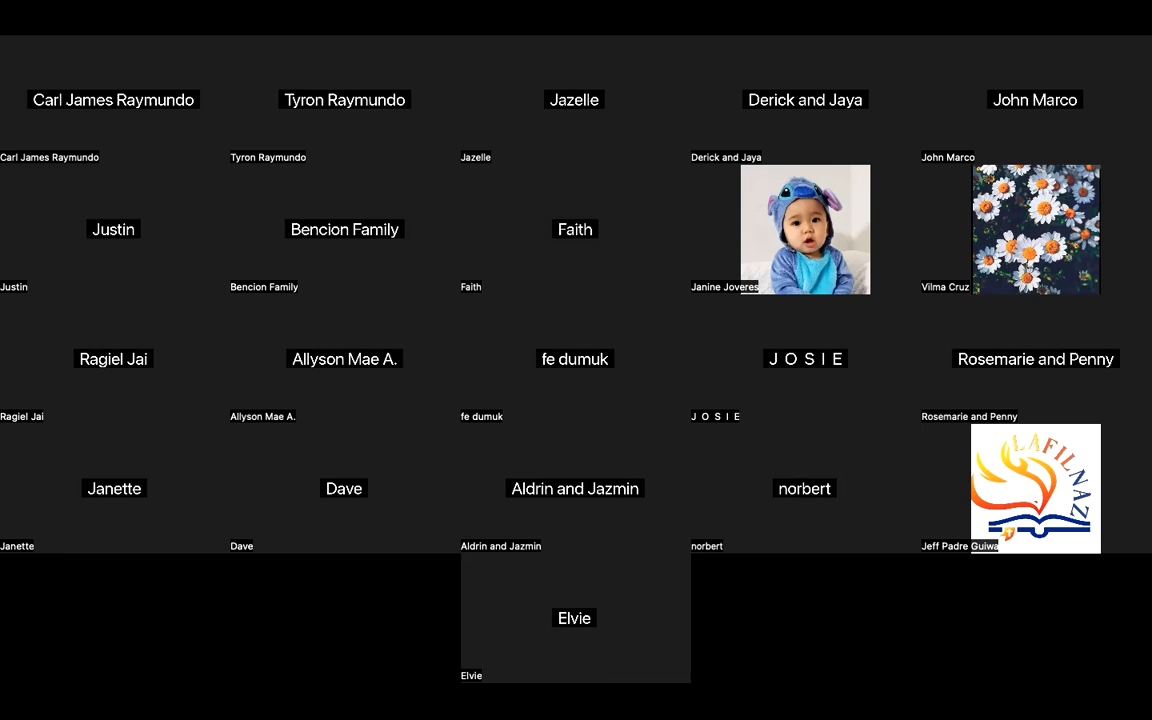 Carl James Raymundo
Tyron Raymundo
Jazelle
Derick and Jaya
John Marco
Carl James Raymundo
Tyron Raymundo
Jazelle
Derick and Jaya
John Marco
Justin
Bencion Family
Faith
Justin
Bencion Family
Faith
Janine Joveres
Vilma Cruz
Ragiel Jai
Allyson Mae A.
fe dumuk
J O S I E
Rosemarie and Penny
Ragiel Jai
Allyson Mae A.
fe dumuk
J O S I E
Rosemarie and Penny
LAFILNAZ
Janette
Dave
Aldrin and Jazmin
norbert
Janette
Dave
Aldrin and Jazmin
norbert
Jeff Padre Guiwa
Elvie
Elvie